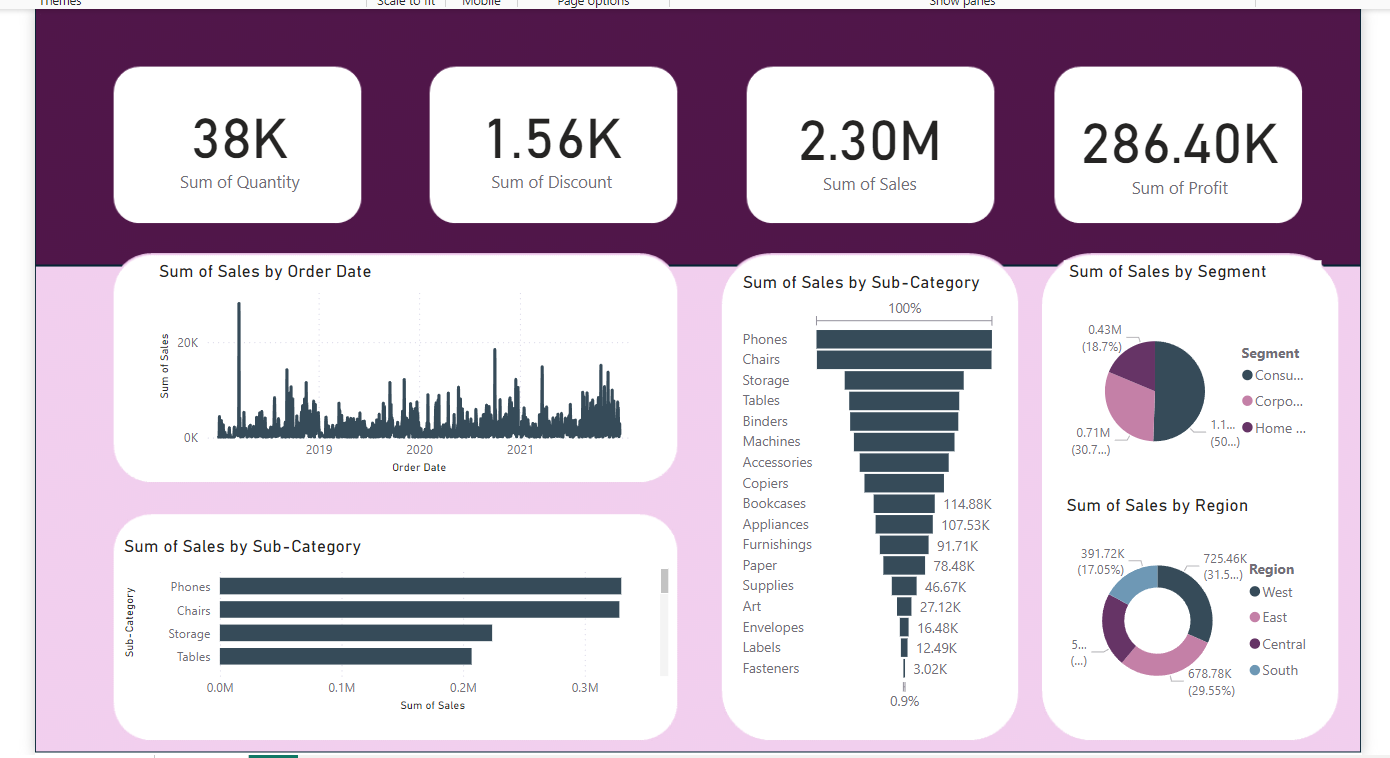 Themes
Scale to fit
Mobile
Page options
Show panes
38K
Sum of Quantity
1.56K
Sum of Discount
2.30M
Sum of Sales
286.40K
Sum of Profit
Sum of Sales by Order Date
Sum of Sales
20K
0K
2019
2020
2021
Order Date
Sum of Sales by Sub-Category
Sub-Category
Phones
Chairs
Storage
Tables
0.0M
0.1M
0.2M
0.3M
Sum of Sales
Sum of Sales by Sub-Category
100%
Phones
Chairs
Storage
Tables
Binders
Machines
Accessories
Copiers
Bookcases 114.88K
Appliances 107.53K
Furnishings 91.71K
Paper 78.48K
Supplies 46.67K
Art 27.12K
Envelopes 16.48K
Labels 12.49K
Fasteners 3.02K
0.9%
Sum of Sales by Segment
0.43M
(18.7%)
0.71M
(30.7...)
1.1...
(50...)
Segment
Consu...
Corpo...
Home ...
Sum of Sales by Region
391.72K
(17.05%)
725.46K
(31.5...)
5...
(...)
678.78K
(29.55%)
Region
West
East
Central
South